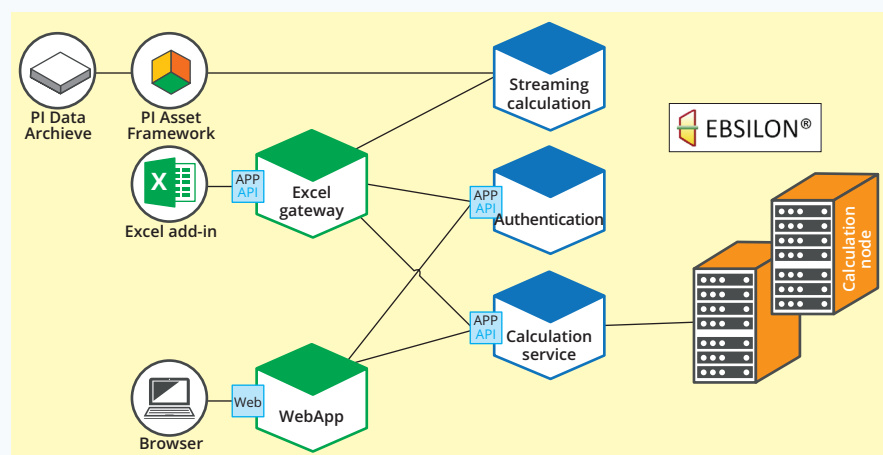 PI Data
Archieve
PI Asset
Framework
Streaming
calculation
EBSILON®
X
APP
API
Excel
gateway
Excel add-in
APP
API
Authentication
Calculation
node
APP
API
Calculation
service
Web
WebApp
Browser